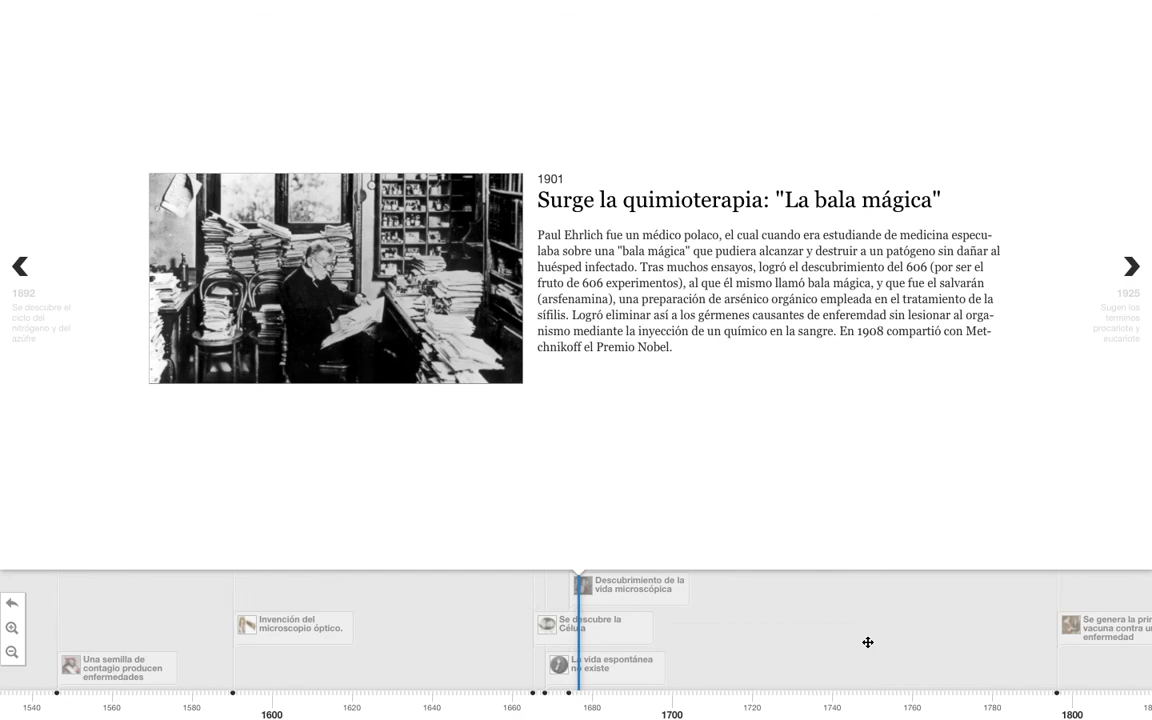 1901
Surge la quimioterapia: "La bala mágica"
Paul Ehrlich fue un médico polaco, el cual cuando era estudiande de medicina especu-
laba sobre una "bala mágica" que pudiera alcanzar y destruir a un patógeno sin dañar al
huésped infectado. Tras muchos ensayos, logró el descubrimiento del 606 (por ser el
fruto de 606 experimentos), al que él mismo llamó bala mágica, y que fue el salvarán
(arsfenamina), una preparación de arsénico orgánico empleada en el tratamiento de la
sífilis. Logró eliminar así a los gérmenes causantes de enferemdad sin lesionar al orga-
nismo mediante la inyección de un químico en la sangre. En 1908 compartió con Met-
chnikoff el Premio Nobel.
1892
Se descubre el
ciclo del
nitrógeno y del
azúfre
1925
Sugen los
terminos
procariote y
eucariote
Descubrimiento de la
vida microscópica
Invención del
microscopio óptico.
Se descubre la
Célula
Se genera la
vacuna contra
enfermedad
Una semilla de
contagio producen
enfermedades
La vida espontánea
no existe
1540
1560
1580
1600
1620
1640
1660
1680
1700
1720
1740
1760
1780
1800